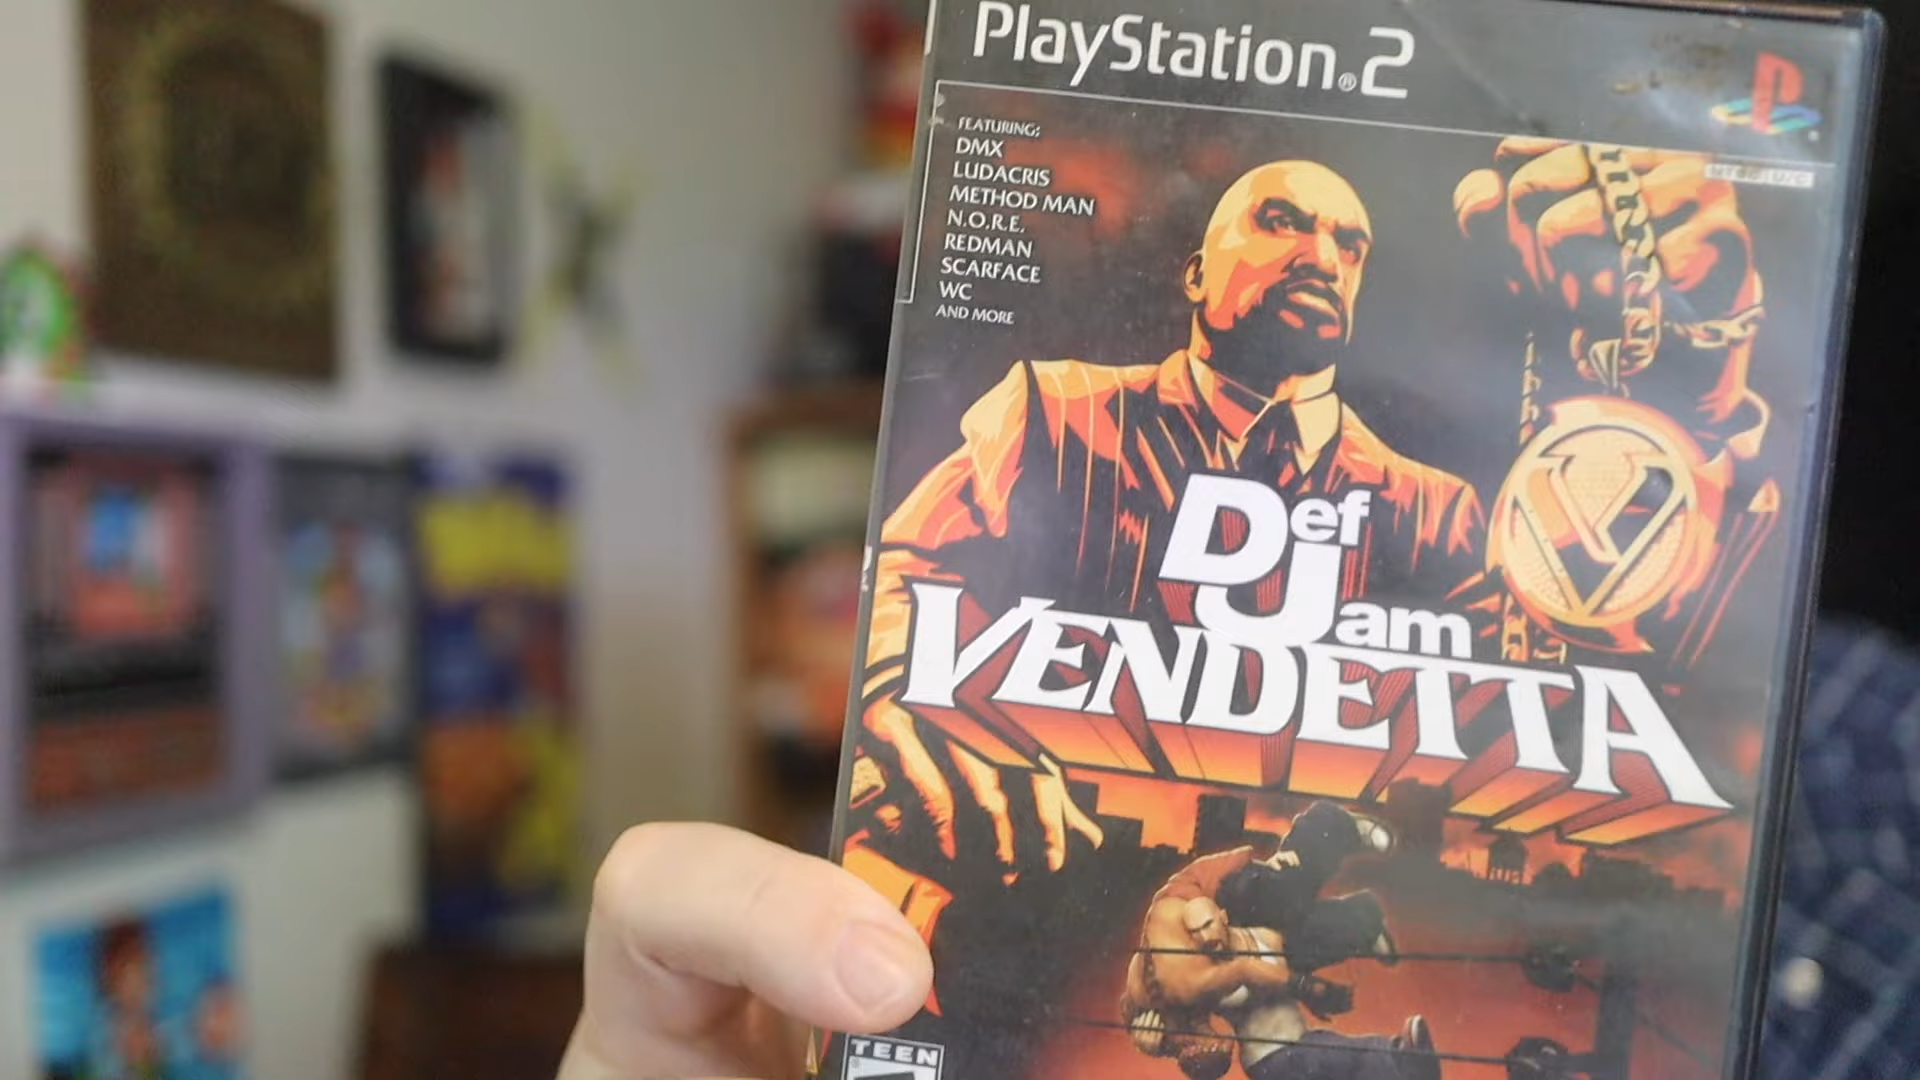 PlayStation®2
FEATURING:
DMX
LUDACRIS
METHOD MAN
N.O.R.E.
REDMAN
SCARFACE
WC
AND MORE
Def
Jam
VENDETTA
TEEN